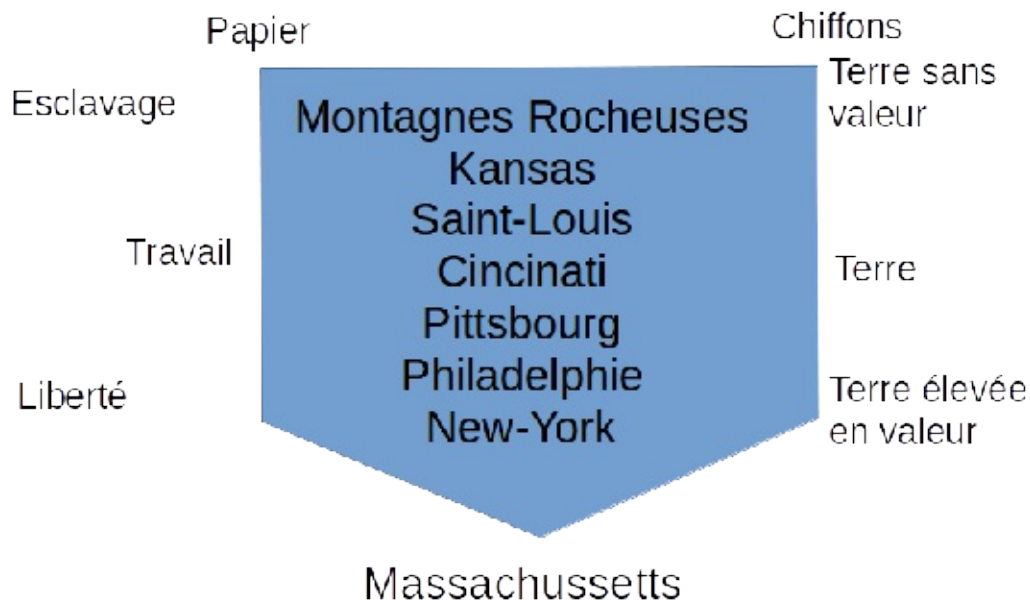 Papier
Chiffons
Esclavage
Terre sans
valeur
Montagnes Rocheuses
Kansas
Saint-Louis
Travail
Cincinati
Terre
Pittsbourg
Philadelphie
Liberté
Terre élevée
en valeur
New-York
Massachussetts